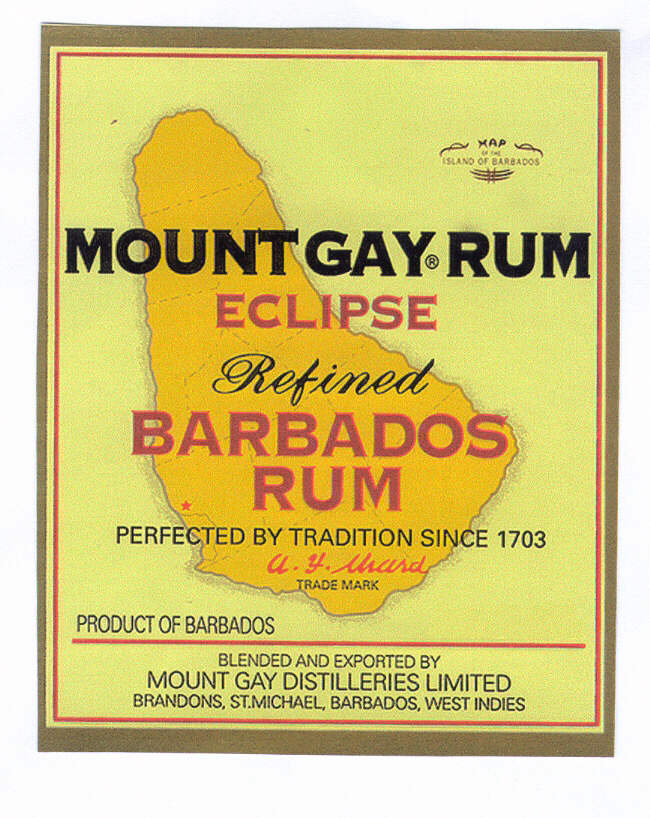 MAP
OF THE
ISLAND OF BARBADOS
MOUNT GAY® RUM
ECLIPSE
Refined
BARBADOS
RUM
PERFECTED BY TRADITION SINCE 1703
A. F. Ward
TRADE MARK
PRODUCT OF BARBADOS
BLENDED AND EXPORTED BY
MOUNT GAY DISTILLERIES LIMITED
BRANDONS, ST.MICHAEL, BARBADOS, WEST INDIES